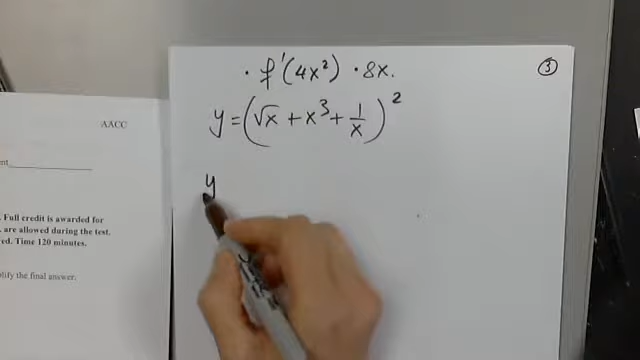 · f'(4x²) · 8x.
③
y = (√x + x³ + 1/x)²
y
AACC
ent
Full credit is awarded for
are allowed during the test.
ed. Time 120 minutes.
tify the final answer.